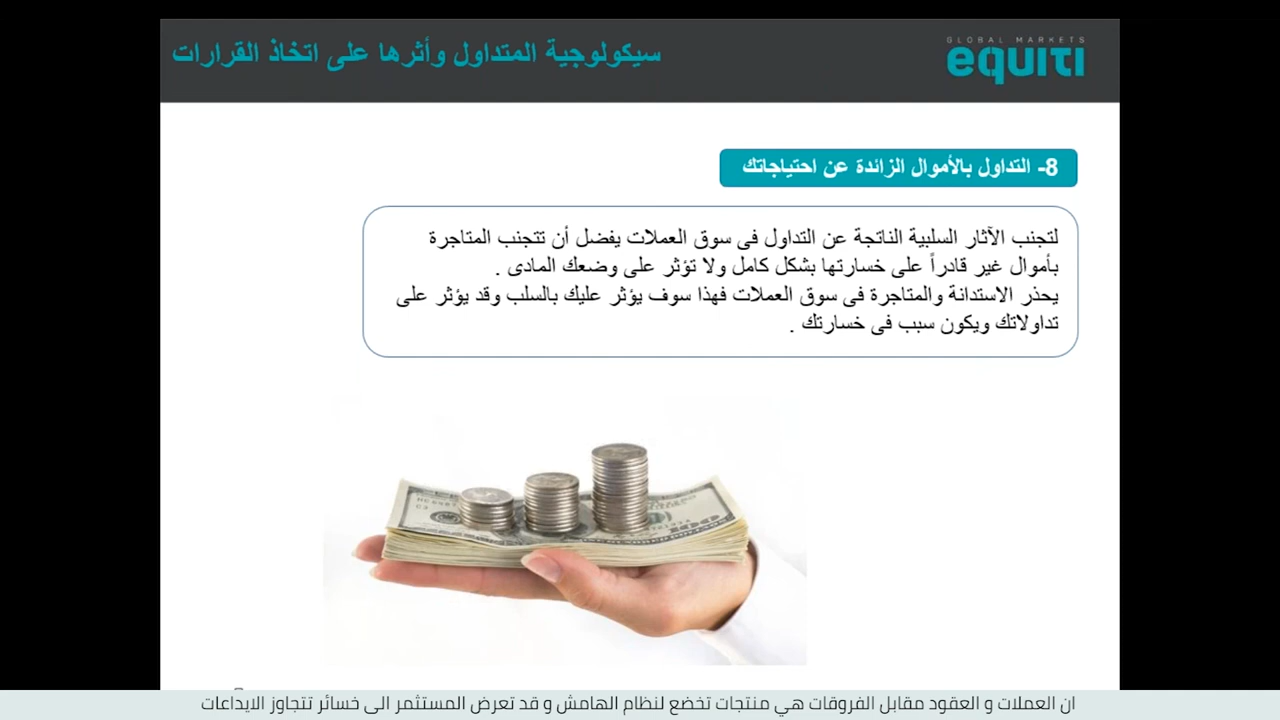 سيكولوجية المتداول وأثرها على اتخاذ القرارات
GLOBAL MARKETS
equiti
8- التداول بالأموال الزائدة عن احتياجاتك
لتجنب الآثار السلبية الناتجة عن التداول فى سوق العملات يفضل أن تتجنب المتاجرة
بأموال غير قادراً على خسارتها بشكل كامل ولا تؤثر على وضعك المادى .
يحذر الاستدانة والمتاجرة فى سوق العملات فهذا سوف يؤثر عليك بالسلب وقد يؤثر على
تداولاتك ويكون سبب فى خسارتك .
ان العملات و العقود مقابل الفروقات هي منتجات تخضع لنظام الهامش و قد تعرض المستثمر الى خسائر تتجاوز الايداعات